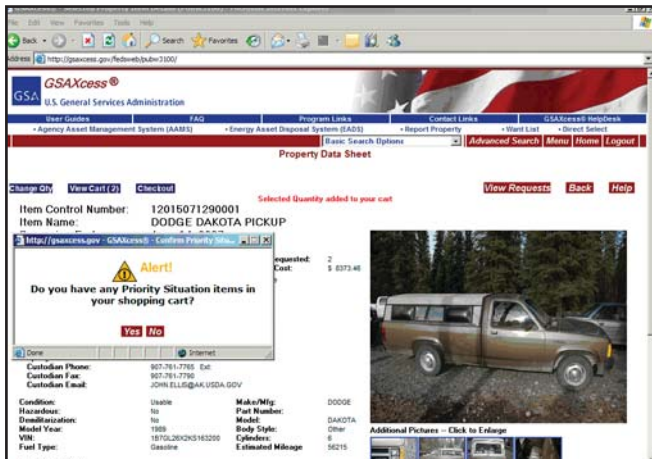 File Edit View Favorites Tools Help
Back Search Favorites
Address http://gsaxcess.gov/fedsweb/pubw3100/
GSAXcess®
GSA U.S. General Services Administration
User Guides FAQ Program Links Contact Links GSAXcess® HelpDesk
• Agency Asset Management System (AAMS) • Energy Asset Disposal System (EADS) • Report Property • Want List • Direct Select
Basic Search Options Advanced Search Menu Home Logout
Property Data Sheet
Change Qty View Cart (2) Checkout View Requests Back Help
Selected Quantity added to your cart
Item Control Number: 12015071290001
Item Name: DODGE DAKOTA PICKUP
http://gsaxcess.gov - GSAXcess® - Confirm Priority Situ...
equested: 2
Cost: $ 8373.46
Alert!
Do you have any Priority Situation items in
your shopping cart?
Yes No
Done Internet
Custodian Phone: 907-761-7765 Ext:
Custodian Fax: 907-761-7790
Custodian Email: JOHN.ELLIS@AK.USDA.GOV
Condition: Usable Make/Mfg: DODGE
Hazardous: No Part Number:
Demilitarization: No Model: DAKOTA
Model Year: 1989 Body Style: Other
VIN: 1B7GL26X2KS163200 Cylinders: 6
Fuel Type: Gasoline Estimated Mileage 56215
Additional Pictures -- Click to Enlarge